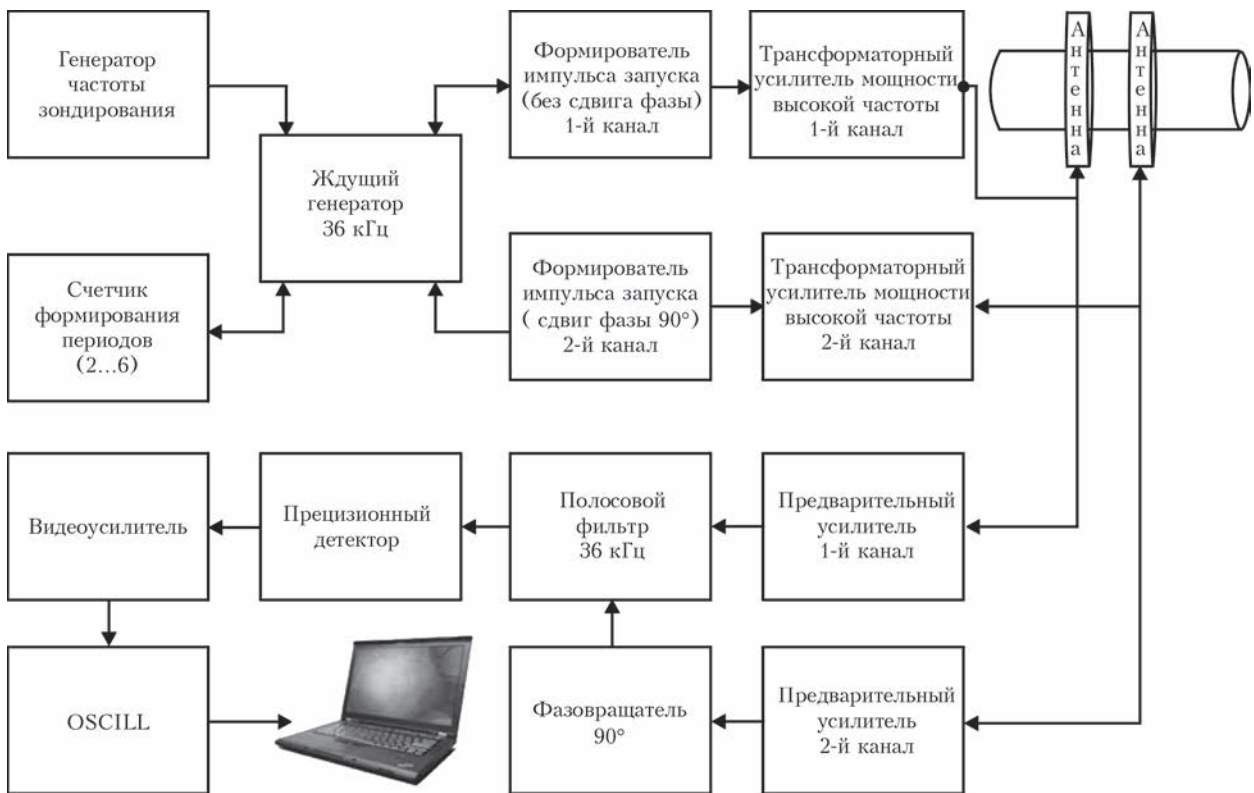 Генератор
частоты
зондирования
Формирователь
импульса запуска
(без сдвига фазы)
1-й канал
Трансформаторный
усилитель мощности
высокой частоты
1-й канал
Антенна
Антенна
Ждущий
генератор
36 кГц
Счетчик
формирования
периодов
(2...6)
Формирователь
импульса запуска
( сдвиг фазы 90°)
2-й канал
Трансформаторный
усилитель мощности
высокой частоты
2-й канал
Видеоусилитель
Прецизионный
детектор
Полосовой
фильтр
36 кГц
Предварительный
усилитель
1-й канал
OSCILL
Фазовращатель
90°
Предварительный
усилитель
2-й канал